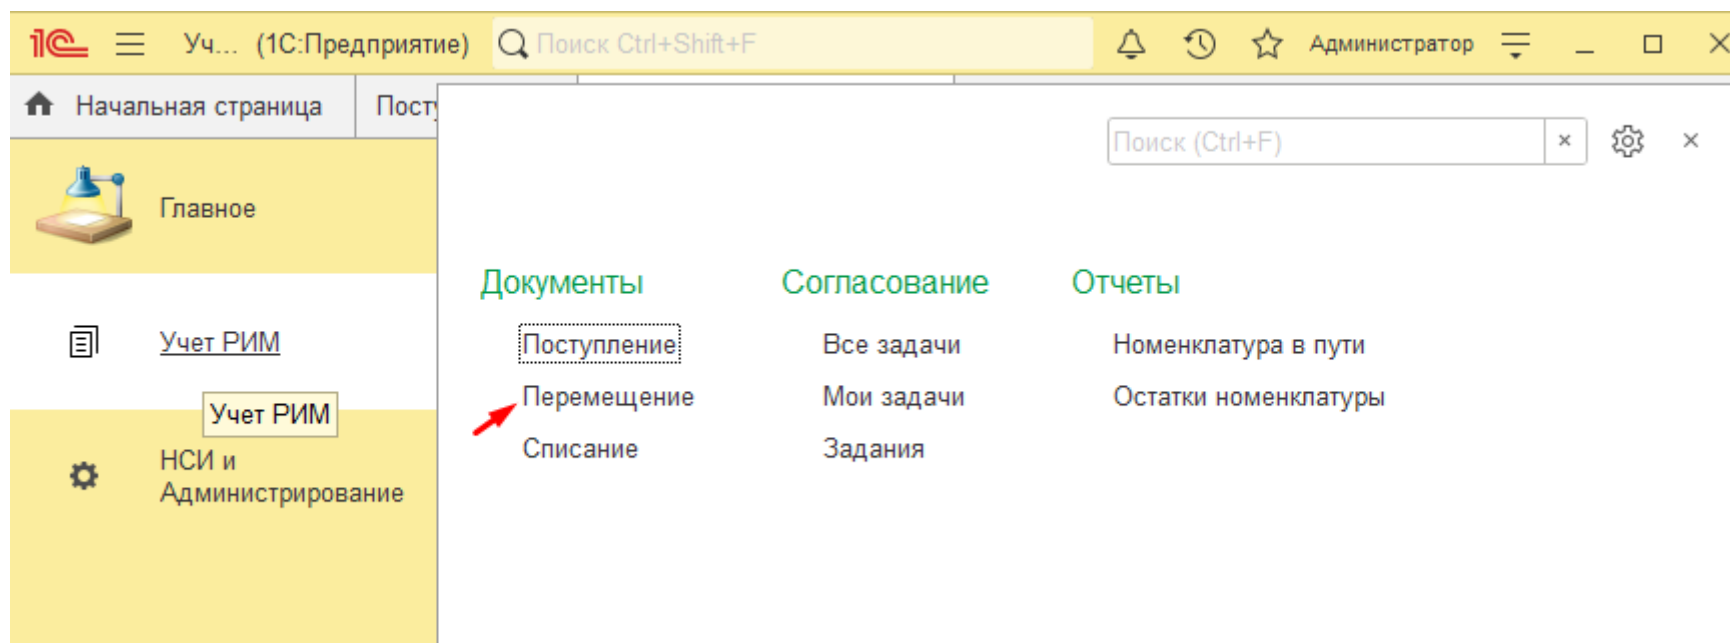 1С Уч... (1С:Предприятие) Поиск Ctrl+Shift+F Администратор
Начальная страница Посту
Поиск (Ctrl+F)
Главное
Документы Согласование Отчеты
Учет РИМ Поступление Все задачи Номенклатура в пути
Перемещение Мои задачи Остатки номенклатуры
Учет РИМ
Списание Задания
НСИ и
Администрирование